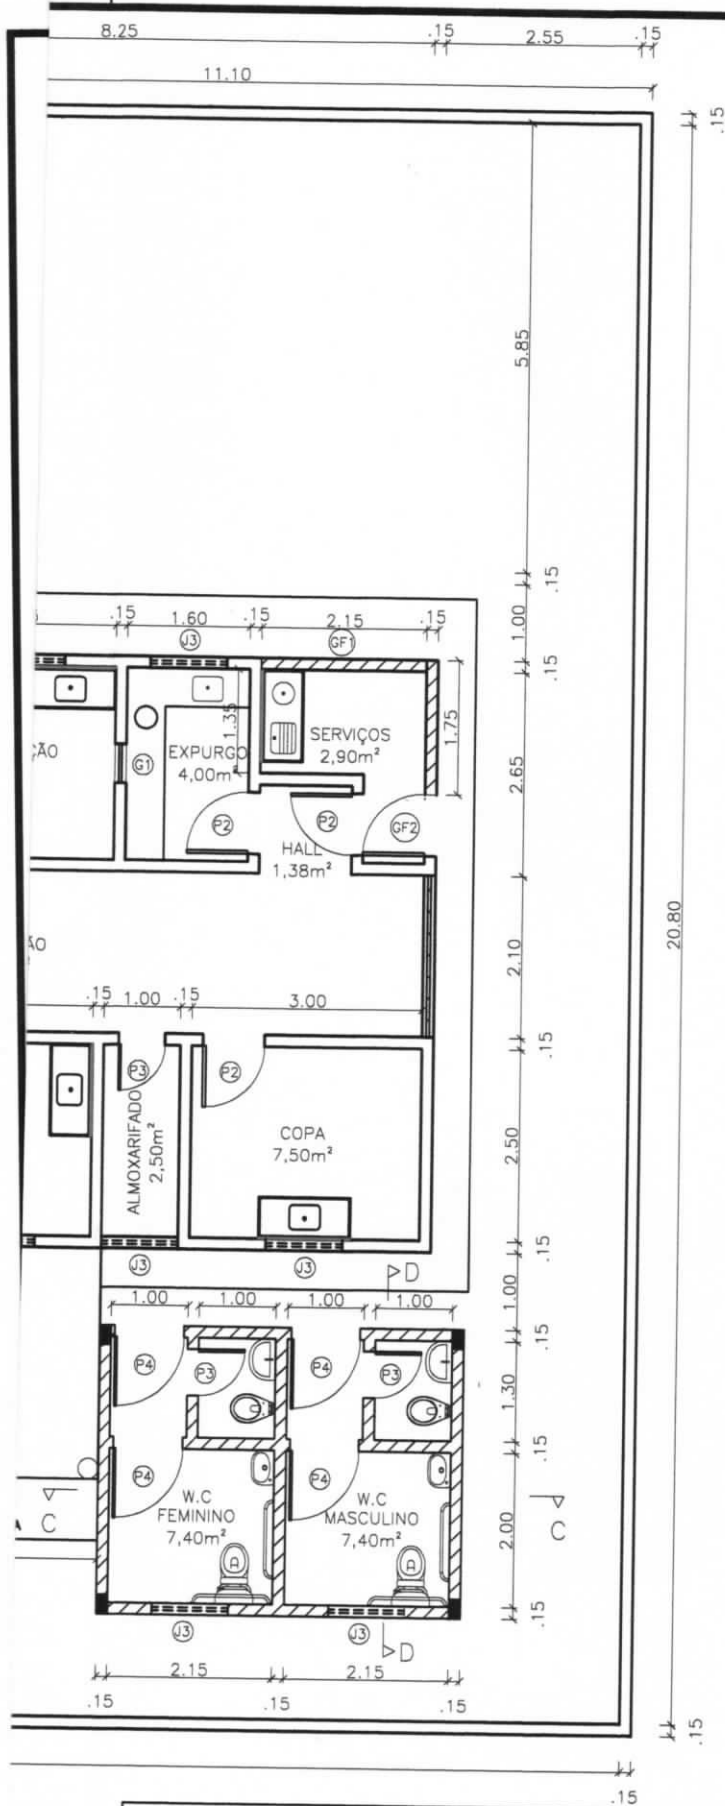 8.25
.15
2.55
.15
11.10
.15
5.85
.15
1.00
.15
.15
1.60
.15
2.15
.15
J3
GF1
1.35
1.75
SERVIÇOS
2,90m²
EXPURGO
4,00m²
G1
ÇÃO
2.65
P2
P2
GF2
HALL
1,38m²
20.80
ÃO
2.10
.15
1.00
.15
3.00
.15
P3
P2
ALMOXARIFADO
2,50m²
COPA
7,50m²
2.50
.15
J3
J3
D
1.00
1.00
1.00
1.00
1.00
.15
P4
P3
P4
P3
1.30
.15
P4
P4
W.C
FEMININO
7,40m²
W.C
MASCULINO
7,40m²
A
C
C
2.00
A
A
.15
J3
J3
D
2.15
2.15
.15
.15
.15
.15
.15